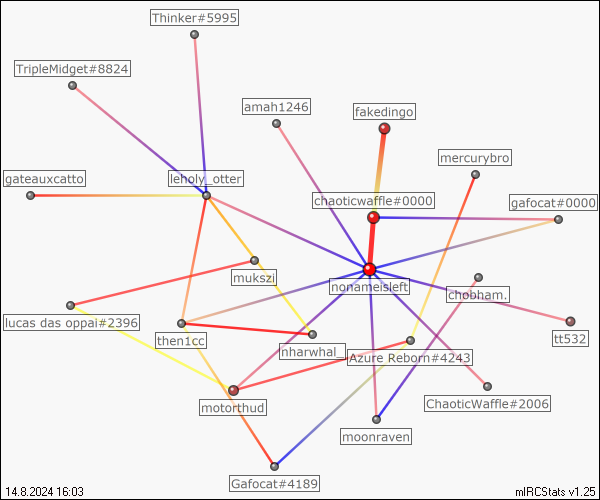 Thinker#5995
TripleMidget#8824
amah1246
fakedingo
mercurybro
gateauxcatto
leholy_otter
chaoticwaffle#0000
gafocat#0000
mukszi
nonameisleft
chobham.
lucas das oppai#2396
then1cc
nharwhal_
Azure Reborn#4243
tt532
motorthud
ChaoticWaffle#2006
moonraven
Gafocat#4189
14.8.2024 16:03
mIRCStats v1.25